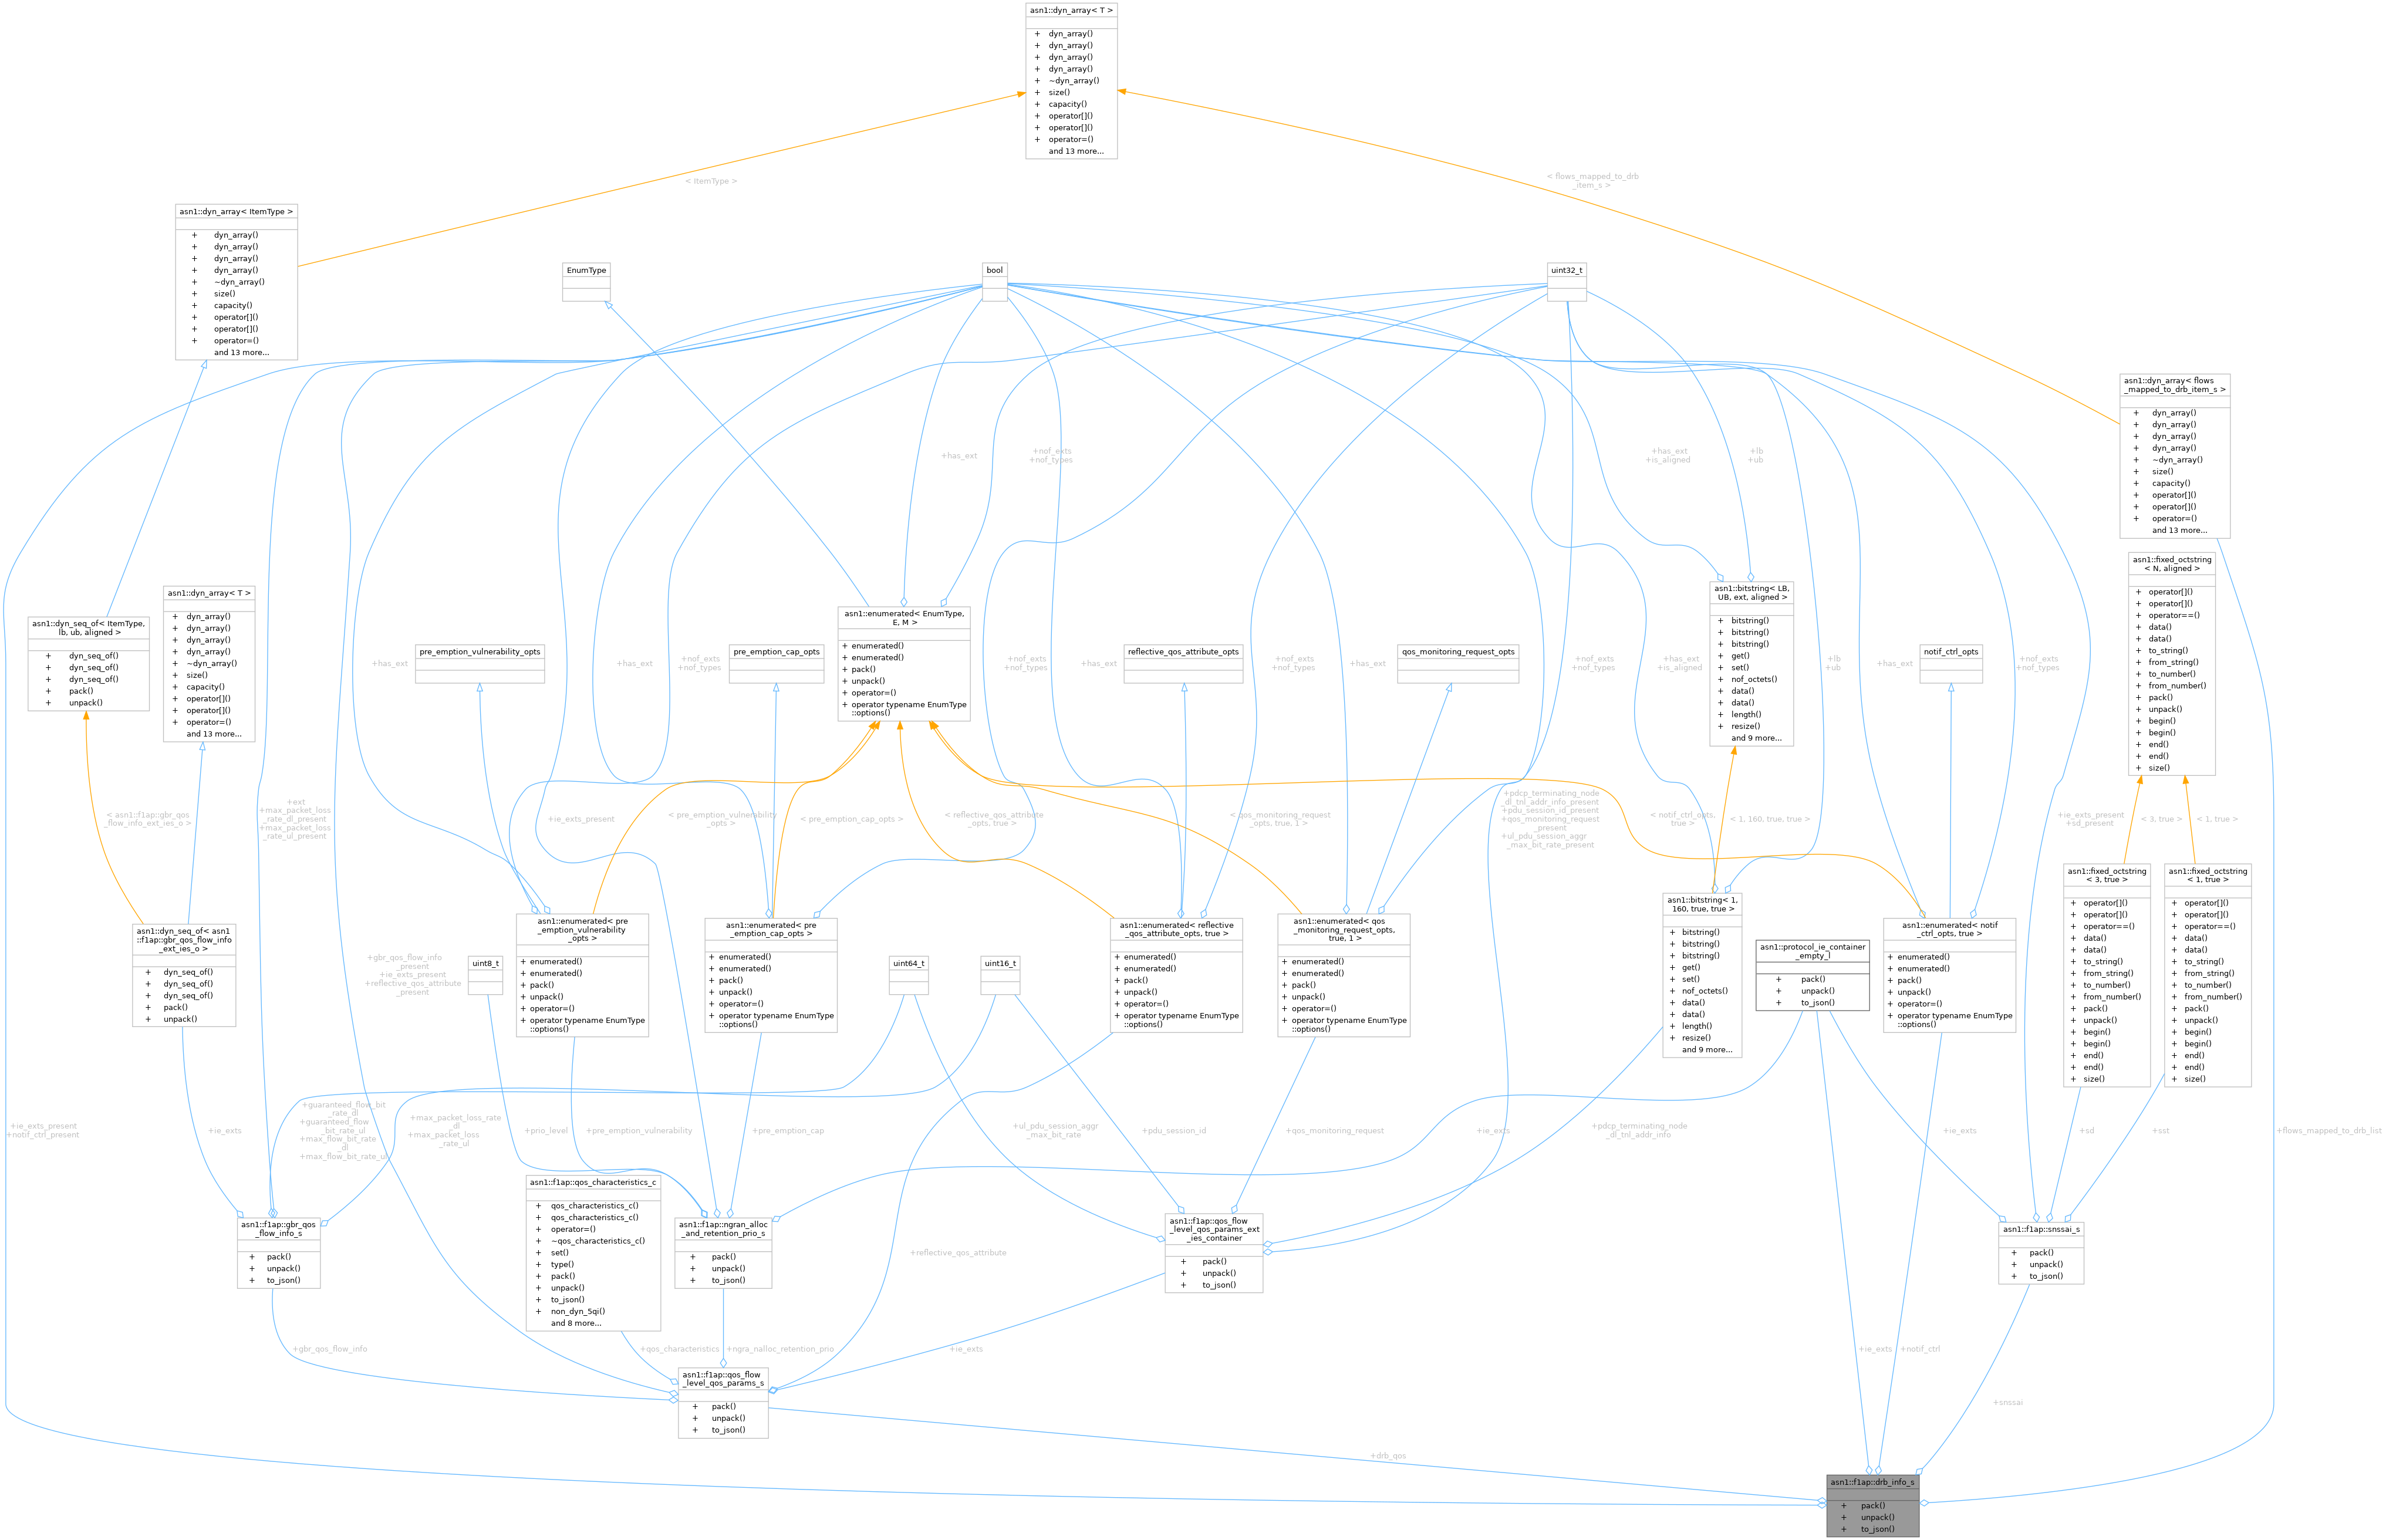 asn1::dyn_array< T >
+ dyn_array()
+ dyn_array()
+ dyn_array()
+ dyn_array()
+ ~dyn_array()
+ size()
+ capacity()
+ operator[]()
+ operator[]()
+ operator=()
and 13 more...
< ItemType >
< flows_mapped_to_drb
_item_s >
asn1::dyn_array< ItemType >
+ dyn_array()
+ dyn_array()
+ dyn_array()
+ dyn_array()
+ ~dyn_array()
+ size()
+ capacity()
+ operator[]()
+ operator[]()
+ operator=()
and 13 more...
EnumType
bool
uint32_t
asn1::dyn_array< flows
_mapped_to_drb_item_s >
+ dyn_array()
+ dyn_array()
+ dyn_array()
+ dyn_array()
+ ~dyn_array()
+ size()
+ capacity()
+ operator[]()
+ operator[]()
+ operator=()
and 13 more...
+has_ext
+nof_exts
+nof_types
+has_ext
+is_aligned
+lb
+ub
asn1::fixed_octstring
< N, aligned >
+ operator[]()
+ operator[]()
+ operator==()
+ data()
+ data()
+ to_string()
+ from_string()
+ to_number()
+ from_number()
+ pack()
+ unpack()
+ begin()
+ begin()
+ end()
+ end()
+ size()
asn1::dyn_seq_of< ItemType,
lb, ub, aligned >
+ dyn_seq_of()
+ dyn_seq_of()
+ dyn_seq_of()
+ pack()
+ unpack()
asn1::dyn_array< T >
+ dyn_array()
+ dyn_array()
+ dyn_array()
+ dyn_array()
+ ~dyn_array()
+ size()
+ capacity()
+ operator[]()
+ operator[]()
+ operator=()
and 13 more...
+has_ext
pre_emption_vulnerability_opts
+has_ext
+nof_exts
+nof_types
pre_emption_cap_opts
asn1::enumerated< EnumType,
E, M >
+ enumerated()
+ enumerated()
+ pack()
+ unpack()
+ operator=()
+ operator typename EnumType
::options()
+nof_exts
+nof_types
+has_ext
reflective_qos_attribute_opts
+nof_exts
+nof_types
+has_ext
qos_monitoring_request_opts
+nof_exts
+nof_types
+has_ext
+is_aligned
asn1::bitstring< LB,
UB, ext, aligned >
+ bitstring()
+ bitstring()
+ bitstring()
+ get()
+ set()
+ nof_octets()
+ data()
+ data()
+ length()
+ resize()
and 9 more...
+lb
+ub
+has_ext
notif_ctrl_opts
+nof_exts
+nof_types
< asn1::f1ap::gbr_qos
_flow_info_ext_ies_o >
+ext
+max_packet_loss
_rate_dl_present
+max_packet_loss
_rate_ul_present
+ie_exts_present
< pre_emption_vulnerability
_opts >
< pre_emption_cap_opts >
< reflective_qos_attribute
_opts, true >
< qos_monitoring_request
_opts, true, 1 >
+pdcp_terminating_node
_dl_tnl_addr_info_present
+pdu_session_id_present
+qos_monitoring_request
_present
+ul_pdu_session_aggr
_max_bit_rate_present
< notif_ctrl_opts,
true >
< 1, 160, true, true >
+ie_exts_present
+sd_present
< 3, true >
< 1, true >
asn1::dyn_seq_of< asn1
::f1ap::gbr_qos_flow_info
_ext_ies_o >
+ dyn_seq_of()
+ dyn_seq_of()
+ dyn_seq_of()
+ pack()
+ unpack()
+gbr_qos_flow_info
_present
+ie_exts_present
+reflective_qos_attribute
_present
uint8_t
asn1::enumerated< pre
_emption_vulnerability
_opts >
+ enumerated()
+ enumerated()
+ pack()
+ unpack()
+ operator=()
+ operator typename EnumType
::options()
asn1::enumerated< pre
_emption_cap_opts >
+ enumerated()
+ enumerated()
+ pack()
+ unpack()
+ operator=()
+ operator typename EnumType
::options()
uint64_t
uint16_t
asn1::enumerated< reflective
_qos_attribute_opts, true >
+ enumerated()
+ enumerated()
+ pack()
+ unpack()
+ operator=()
+ operator typename EnumType
::options()
asn1::enumerated< qos
_monitoring_request_opts,
true, 1 >
+ enumerated()
+ enumerated()
+ pack()
+ unpack()
+ operator=()
+ operator typename EnumType
::options()
asn1::bitstring< 1,
160, true, true >
+ bitstring()
+ bitstring()
+ bitstring()
+ get()
+ set()
+ nof_octets()
+ data()
+ data()
+ length()
+ resize()
and 9 more...
asn1::protocol_ie_container
_empty_l
+ pack()
+ unpack()
+ to_json()
asn1::enumerated< notif
_ctrl_opts, true >
+ enumerated()
+ enumerated()
+ pack()
+ unpack()
+ operator=()
+ operator typename EnumType
::options()
asn1::fixed_octstring
< 3, true >
+ operator[]()
+ operator[]()
+ operator==()
+ data()
+ data()
+ to_string()
+ from_string()
+ to_number()
+ from_number()
+ pack()
+ unpack()
+ begin()
+ begin()
+ end()
+ end()
+ size()
asn1::fixed_octstring
< 1, true >
+ operator[]()
+ operator[]()
+ operator==()
+ data()
+ data()
+ to_string()
+ from_string()
+ to_number()
+ from_number()
+ pack()
+ unpack()
+ begin()
+ begin()
+ end()
+ end()
+ size()
+ie_exts_present
+notif_ctrl_present
+ie_exts
+guaranteed_flow_bit
_rate_dl
+guaranteed_flow
_bit_rate_ul
+max_flow_bit_rate
_dl
+max_flow_bit_rate_ul
+max_packet_loss_rate
_dl
+max_packet_loss
_rate_ul
+prio_level
+pre_emption_vulnerability
+pre_emption_cap
+ul_pdu_session_aggr
_max_bit_rate
+pdu_session_id
+qos_monitoring_request
+ie_exts
+pdcp_terminating_node
_dl_tnl_addr_info
+ie_exts
+sd
+sst
+flows_mapped_to_drb_list
asn1::f1ap::gbr_qos
_flow_info_s
+ pack()
+ unpack()
+ to_json()
asn1::f1ap::qos_characteristics_c
+ qos_characteristics_c()
+ qos_characteristics_c()
+ operator=()
+ ~qos_characteristics_c()
+ set()
+ type()
+ pack()
+ unpack()
+ to_json()
+ non_dyn_5qi()
and 8 more...
asn1::f1ap::ngran_alloc
_and_retention_prio_s
+ pack()
+ unpack()
+ to_json()
+reflective_qos_attribute
asn1::f1ap::qos_flow
_level_qos_params_ext
_ies_container
+ pack()
+ unpack()
+ to_json()
asn1::f1ap::snssai_s
+ pack()
+ unpack()
+ to_json()
+gbr_qos_flow_info
+qos_characteristics
+ngra_nalloc_retention_prio
+ie_exts
+ie_exts
+notif_ctrl
+snssai
asn1::f1ap::qos_flow
_level_qos_params_s
+ pack()
+ unpack()
+ to_json()
+drb_qos
asn1::f1ap::drb_info_s
+ pack()
+ unpack()
+ to_json()